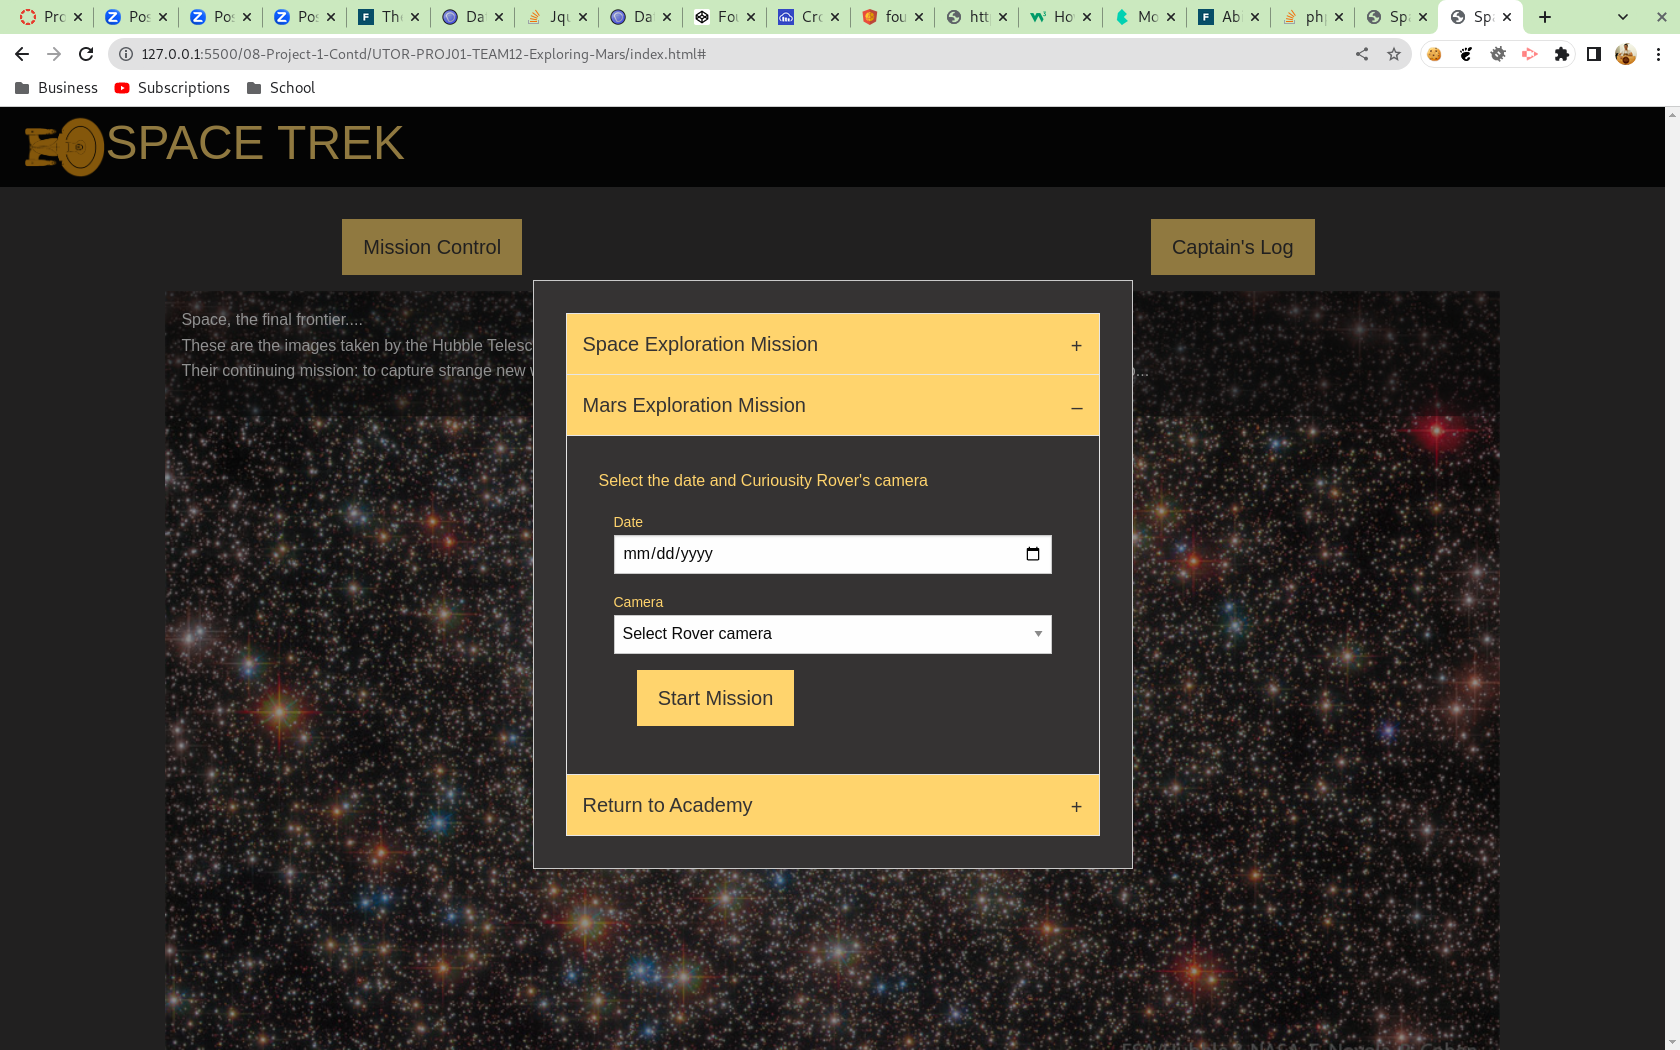 Pro
Pos
Pos
Pos
The
Da
Jqu
Da
Fou
Cro
fou
htt
Ho
Mo
Ab
php
Spa
Spa
127.0.0.1:5500/08-Project-1-Contd/UTOR-PROJ01-TEAM12-Exploring-Mars/index.html#
Business Subscriptions School
SPACE TREK
Mission Control Captain's Log
Space, the final frontier....
These are the images taken by the Hubble Telesc
Their continuing mission: to capture strange new
Space Exploration Mission +
Mars Exploration Mission –
Select the date and Curiousity Rover's camera
Date
mm/dd/yyyy
Camera
Select Rover camera
Start Mission
Return to Academy +